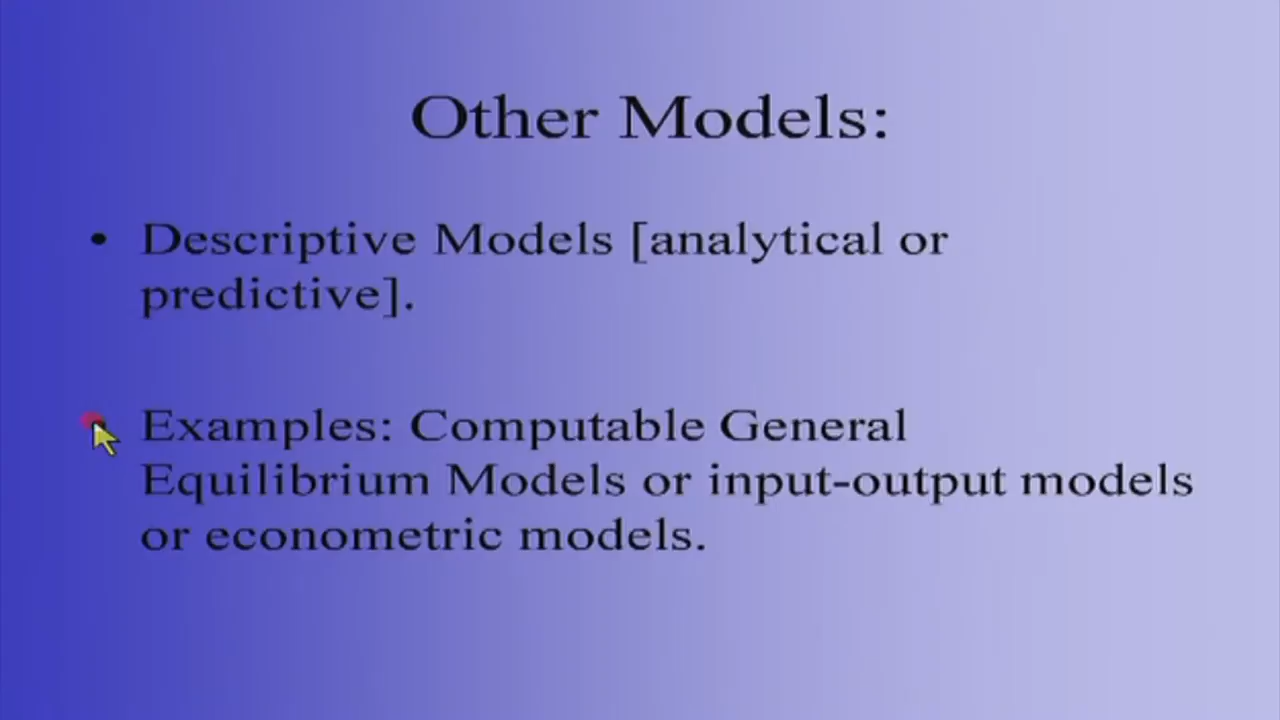 Other Models:
• Descriptive Models [analytical or
predictive].
Examples: Computable General
Equilibrium Models or input-output models
or econometric models.